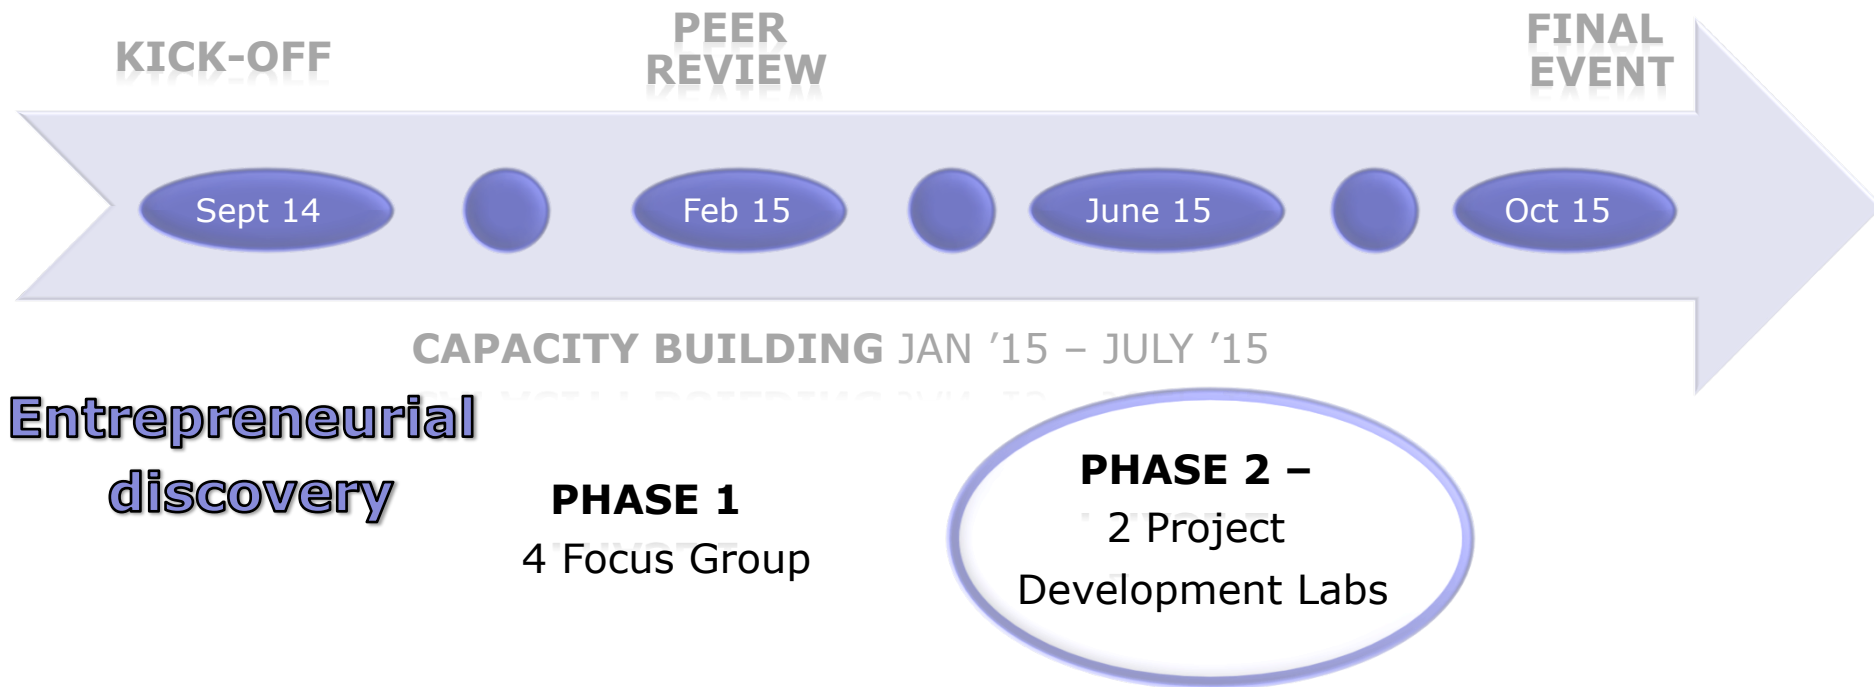 KICK-OFF
PEER
REVIEW
FINAL
EVENT
Sept 14
Feb 15
June 15
Oct 15
CAPACITY BUILDING JAN ’15 – JULY ’15
Entrepreneurial
discovery
PHASE 1
4 Focus Group
PHASE 2 –
2 Project
Development Labs